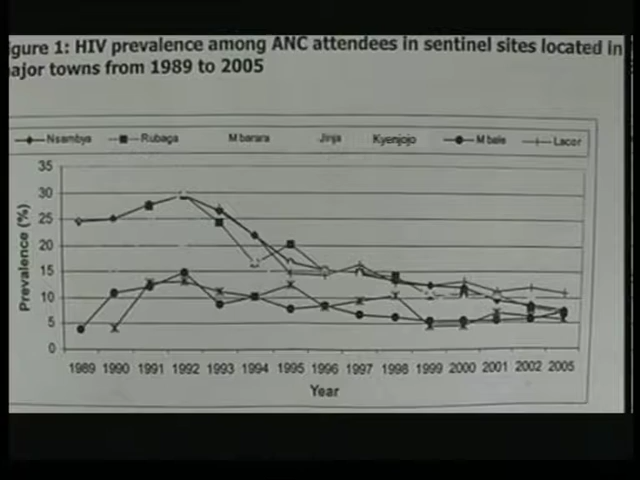 igure 1: HIV prevalence among ANC attendees in sentinel sites located in
ajor towns from 1989 to 2005
Nsambya Rubaga Mbarara Jinja Kyenjojo Mbale Lacor
35
30
25
20
15
10
5
0
Prevalence (%)
1989 1990 1991 1992 1993 1994 1995 1996 1997 1998 1999 2000 2001 2002 2005
Year